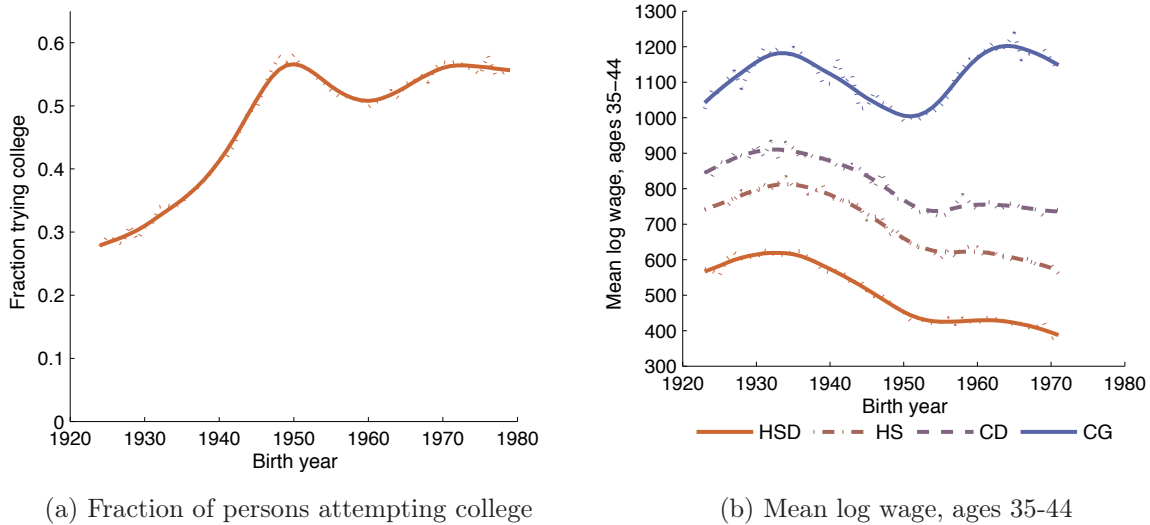 0.6
0.5
0.4
0.3
0.2
0.1
0
Fraction trying college
1920 1930 1940 1950 1960 1970 1980
Birth year
(a) Fraction of persons attempting college
1300
1200
1100
1000
900
800
700
600
500
400
300
Mean log wage, ages 35–44
1920 1930 1940 1950 1960 1970 1980
Birth year
HSD HS CD CG
(b) Mean log wage, ages 35-44